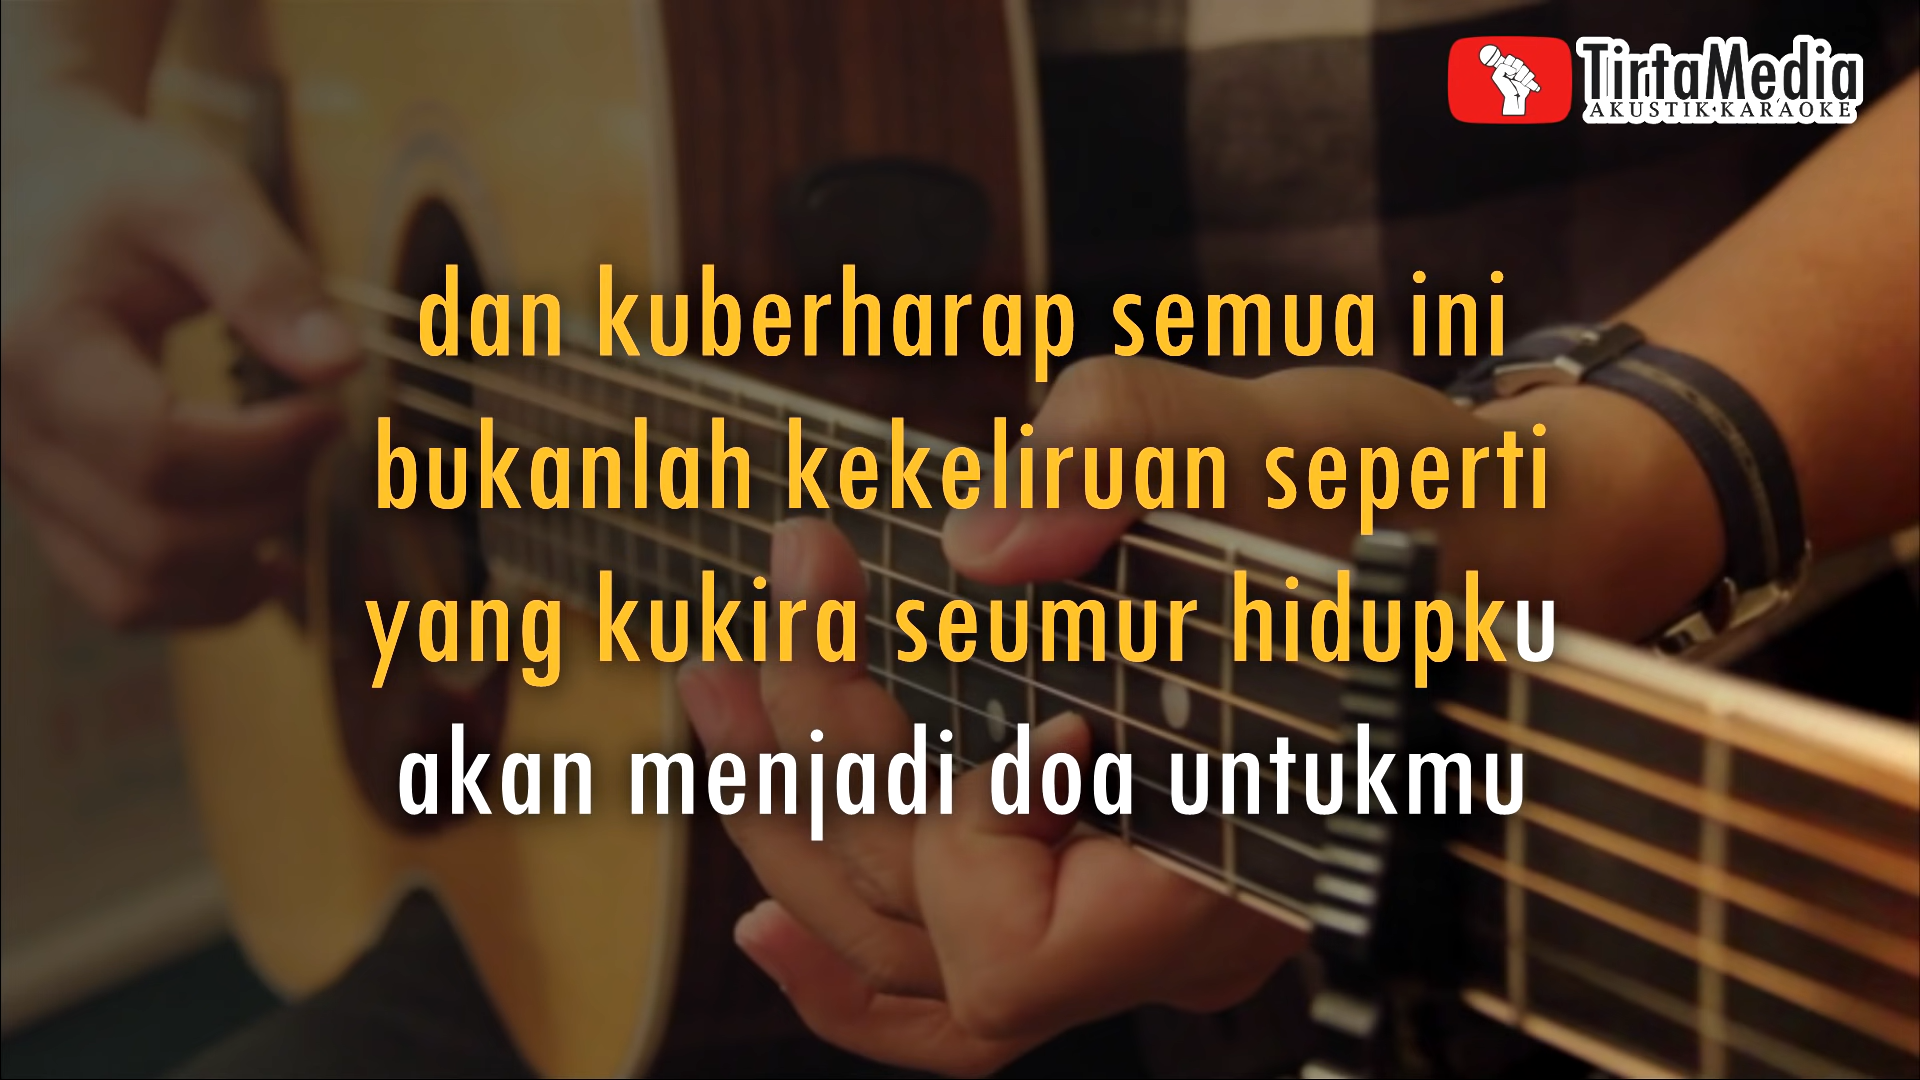 TirtaMedia
AKUSTIK KARAOKE
dan kuberharap semua ini
bukanlah kekeliruan seperti
yang kukira seumur hidupku
akan menjadi doa untukmu